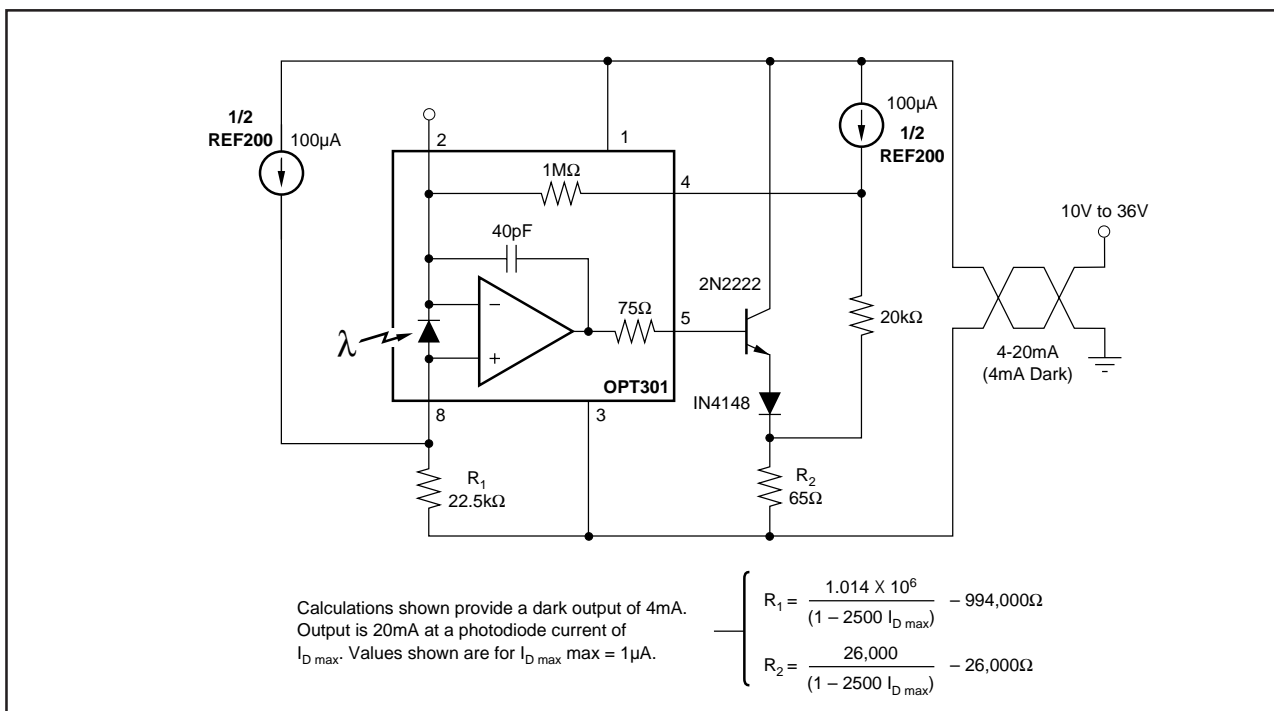 1/2
REF200
100µA
2
1
1MΩ
4
40pF
75Ω
5
−
+
λ
OPT301
8
3
R1
22.5kΩ
2N2222
IN4148
R2
65Ω
100µA
1/2
REF200
20kΩ
10V to 36V
4-20mA
(4mA Dark)
Calculations shown provide a dark output of 4mA.
Output is 20mA at a photodiode current of
ID max. Values shown are for ID max max = 1µA.
R1 = 1.014 X 10^6 / (1 – 2500 ID max) – 994,000Ω
R2 = 26,000 / (1 – 2500 ID max) – 26,000Ω